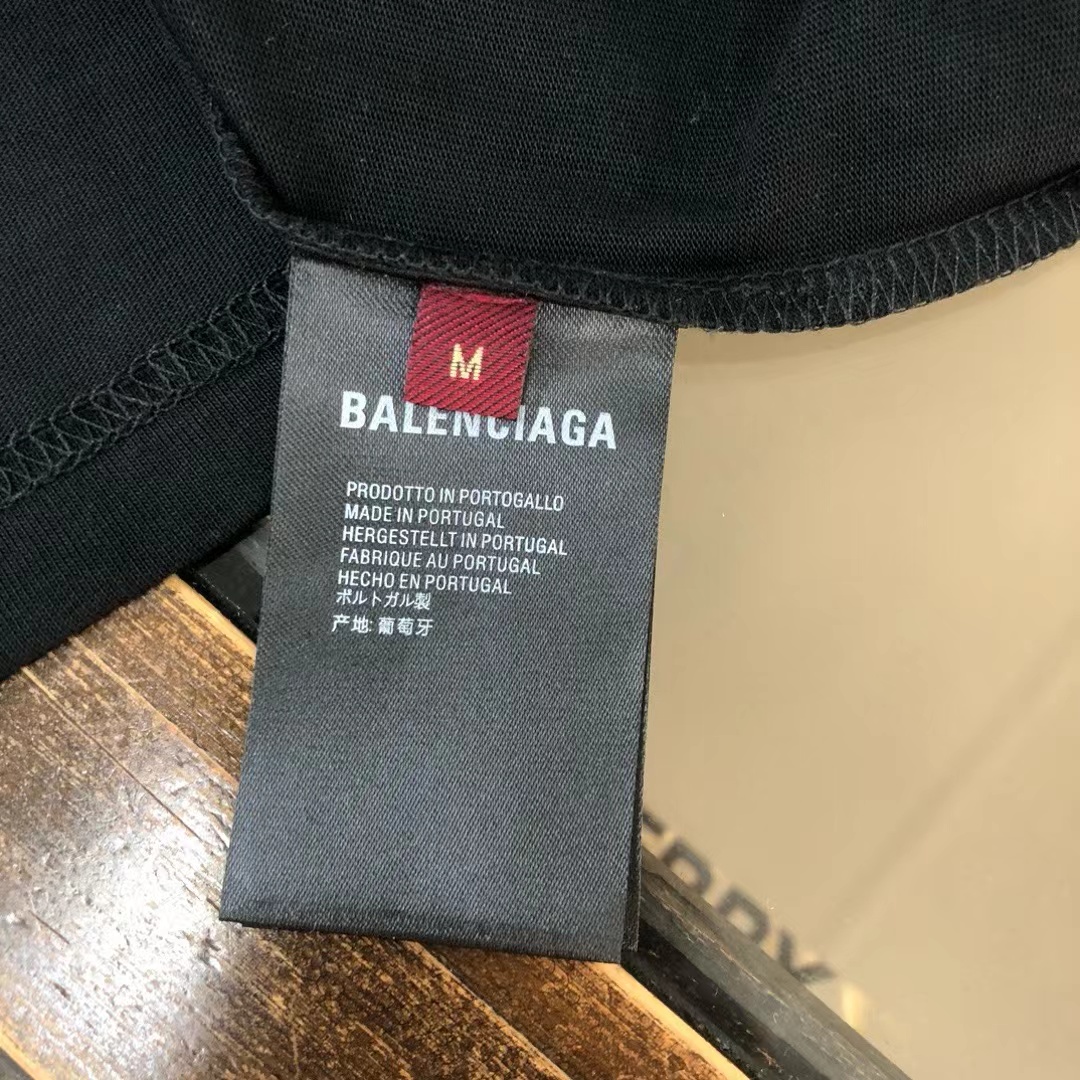 M
BALENCIAGA
PRODOTTO IN PORTOGALLO
MADE IN PORTUGAL
HERGESTELLT IN PORTUGAL
FABRIQUE AU PORTUGAL
HECHO EN PORTUGAL
ポルトガル製
产地: 葡萄牙